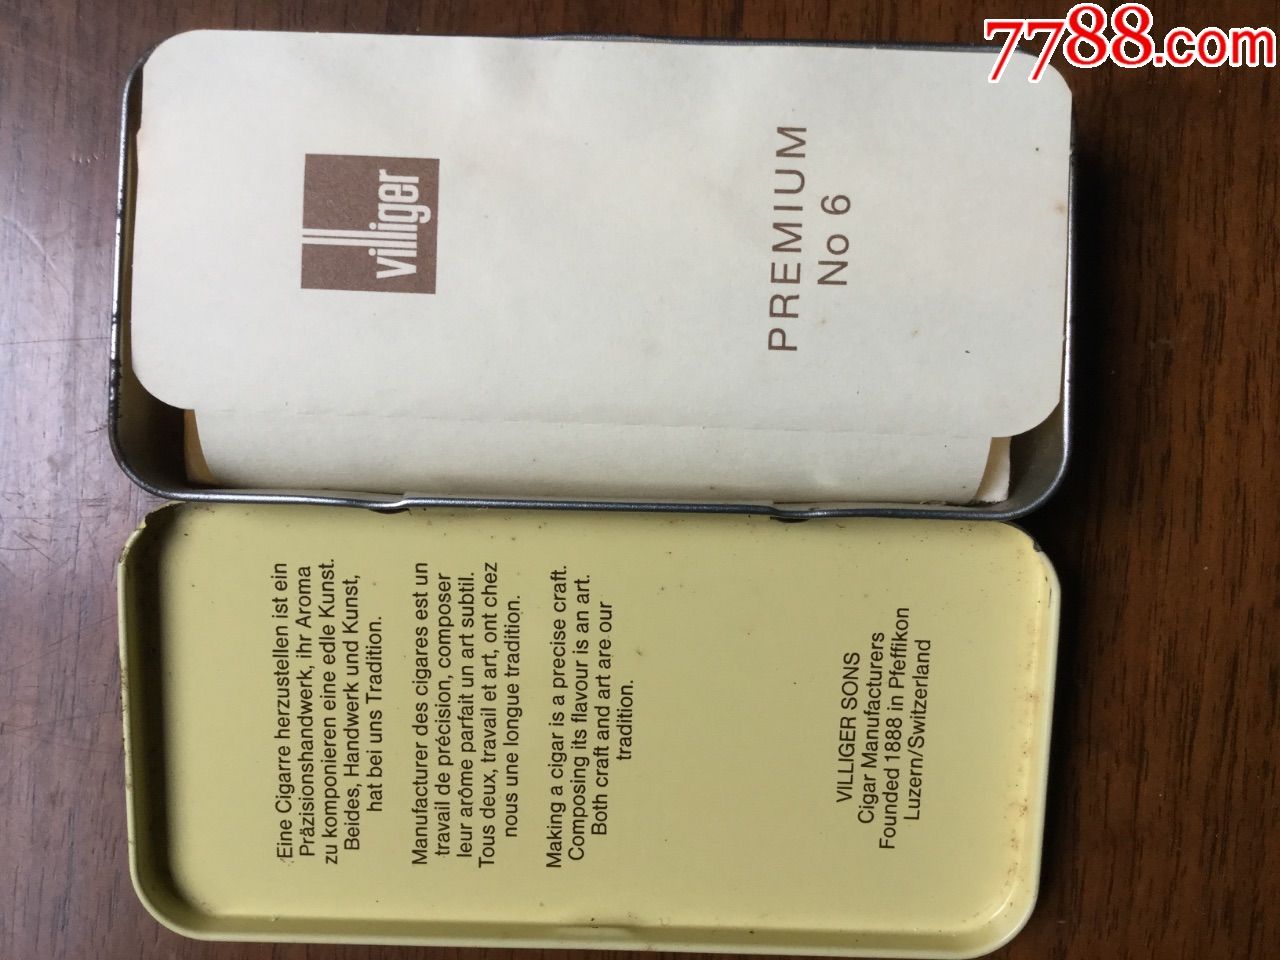 7788.com
villiger
PREMIUM
No 6
Eine Cigarre herzustellen ist ein
Präzisionshandwerk, ihr Aroma
zu komponieren eine edle Kunst.
Beides, Handwerk und Kunst,
hat bei uns Tradition.
Manufacturer des cigares est un
travail de précision, composer
leur arôme parfait un art subtil.
Tous deux, travail et art, ont chez
nous une longue tradition.
Making a cigar is a precise craft.
Composing its flavour is an art.
Both craft and art are our
tradition.
VILLIGER SONS
Cigar Manufacturers
Founded 1888 in Pfeffikon
Luzern/Switzerland